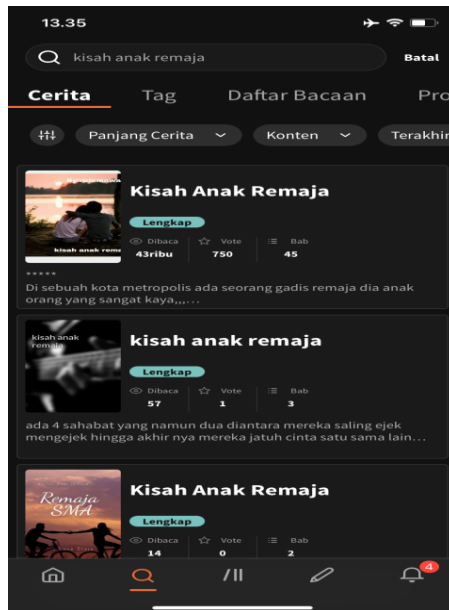 13.35
kisah anak remaja
Batal
Cerita Tag Daftar Bacaan Pro
Panjang Cerita Konten Terakhir
Kisah Anak Remaja
Lengkap
Dibaca Vote Bab
43ribu 750 45
kisah anak rema
*****
Di sebuah kota metropolis ada seorang gadis remaja dia anak
orang yang sangat kaya,,,...
kisah anak
remaja
kisah anak remaja
Lengkap
Dibaca Vote Bab
57 1 3
ada 4 sahabat yang namun dua diantara mereka saling ejek
mengejek hingga akhir nya mereka jatuh cinta satu sama lain...
Remaja
SMA
Kisah Anak Remaja
Lengkap
Dibaca Vote Bab
14 0 2
4